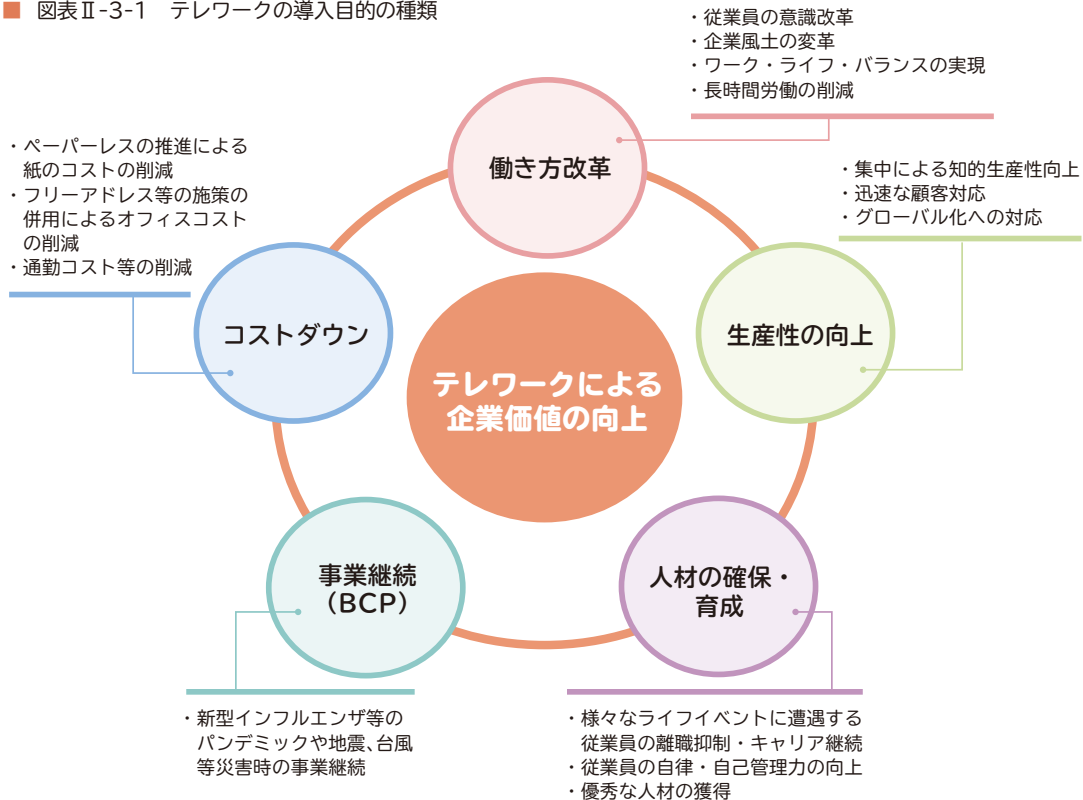 ■ 図表Ⅱ-3-1 テレワークの導入目的の種類
・従業員の意識改革
・企業風土の変革
・ワーク・ライフ・バランスの実現
・長時間労働の削減
働き方改革
・集中による知的生産性向上
・迅速な顧客対応
・グローバル化への対応
生産性の向上
・ペーパーレスの推進による
紙のコストの削減
・フリーアドレス等の施策の
併用によるオフィスコスト
の削減
・通勤コスト等の削減
コストダウン
テレワークによる
企業価値の向上
事業継続
（BCP）
・新型インフルエンザ等の
パンデミックや地震、台風
等災害時の事業継続
人材の確保・
育成
・様々なライフイベントに遭遇する
従業員の離職抑制・キャリア継続
・従業員の自律・自己管理力の向上
・優秀な人材の獲得